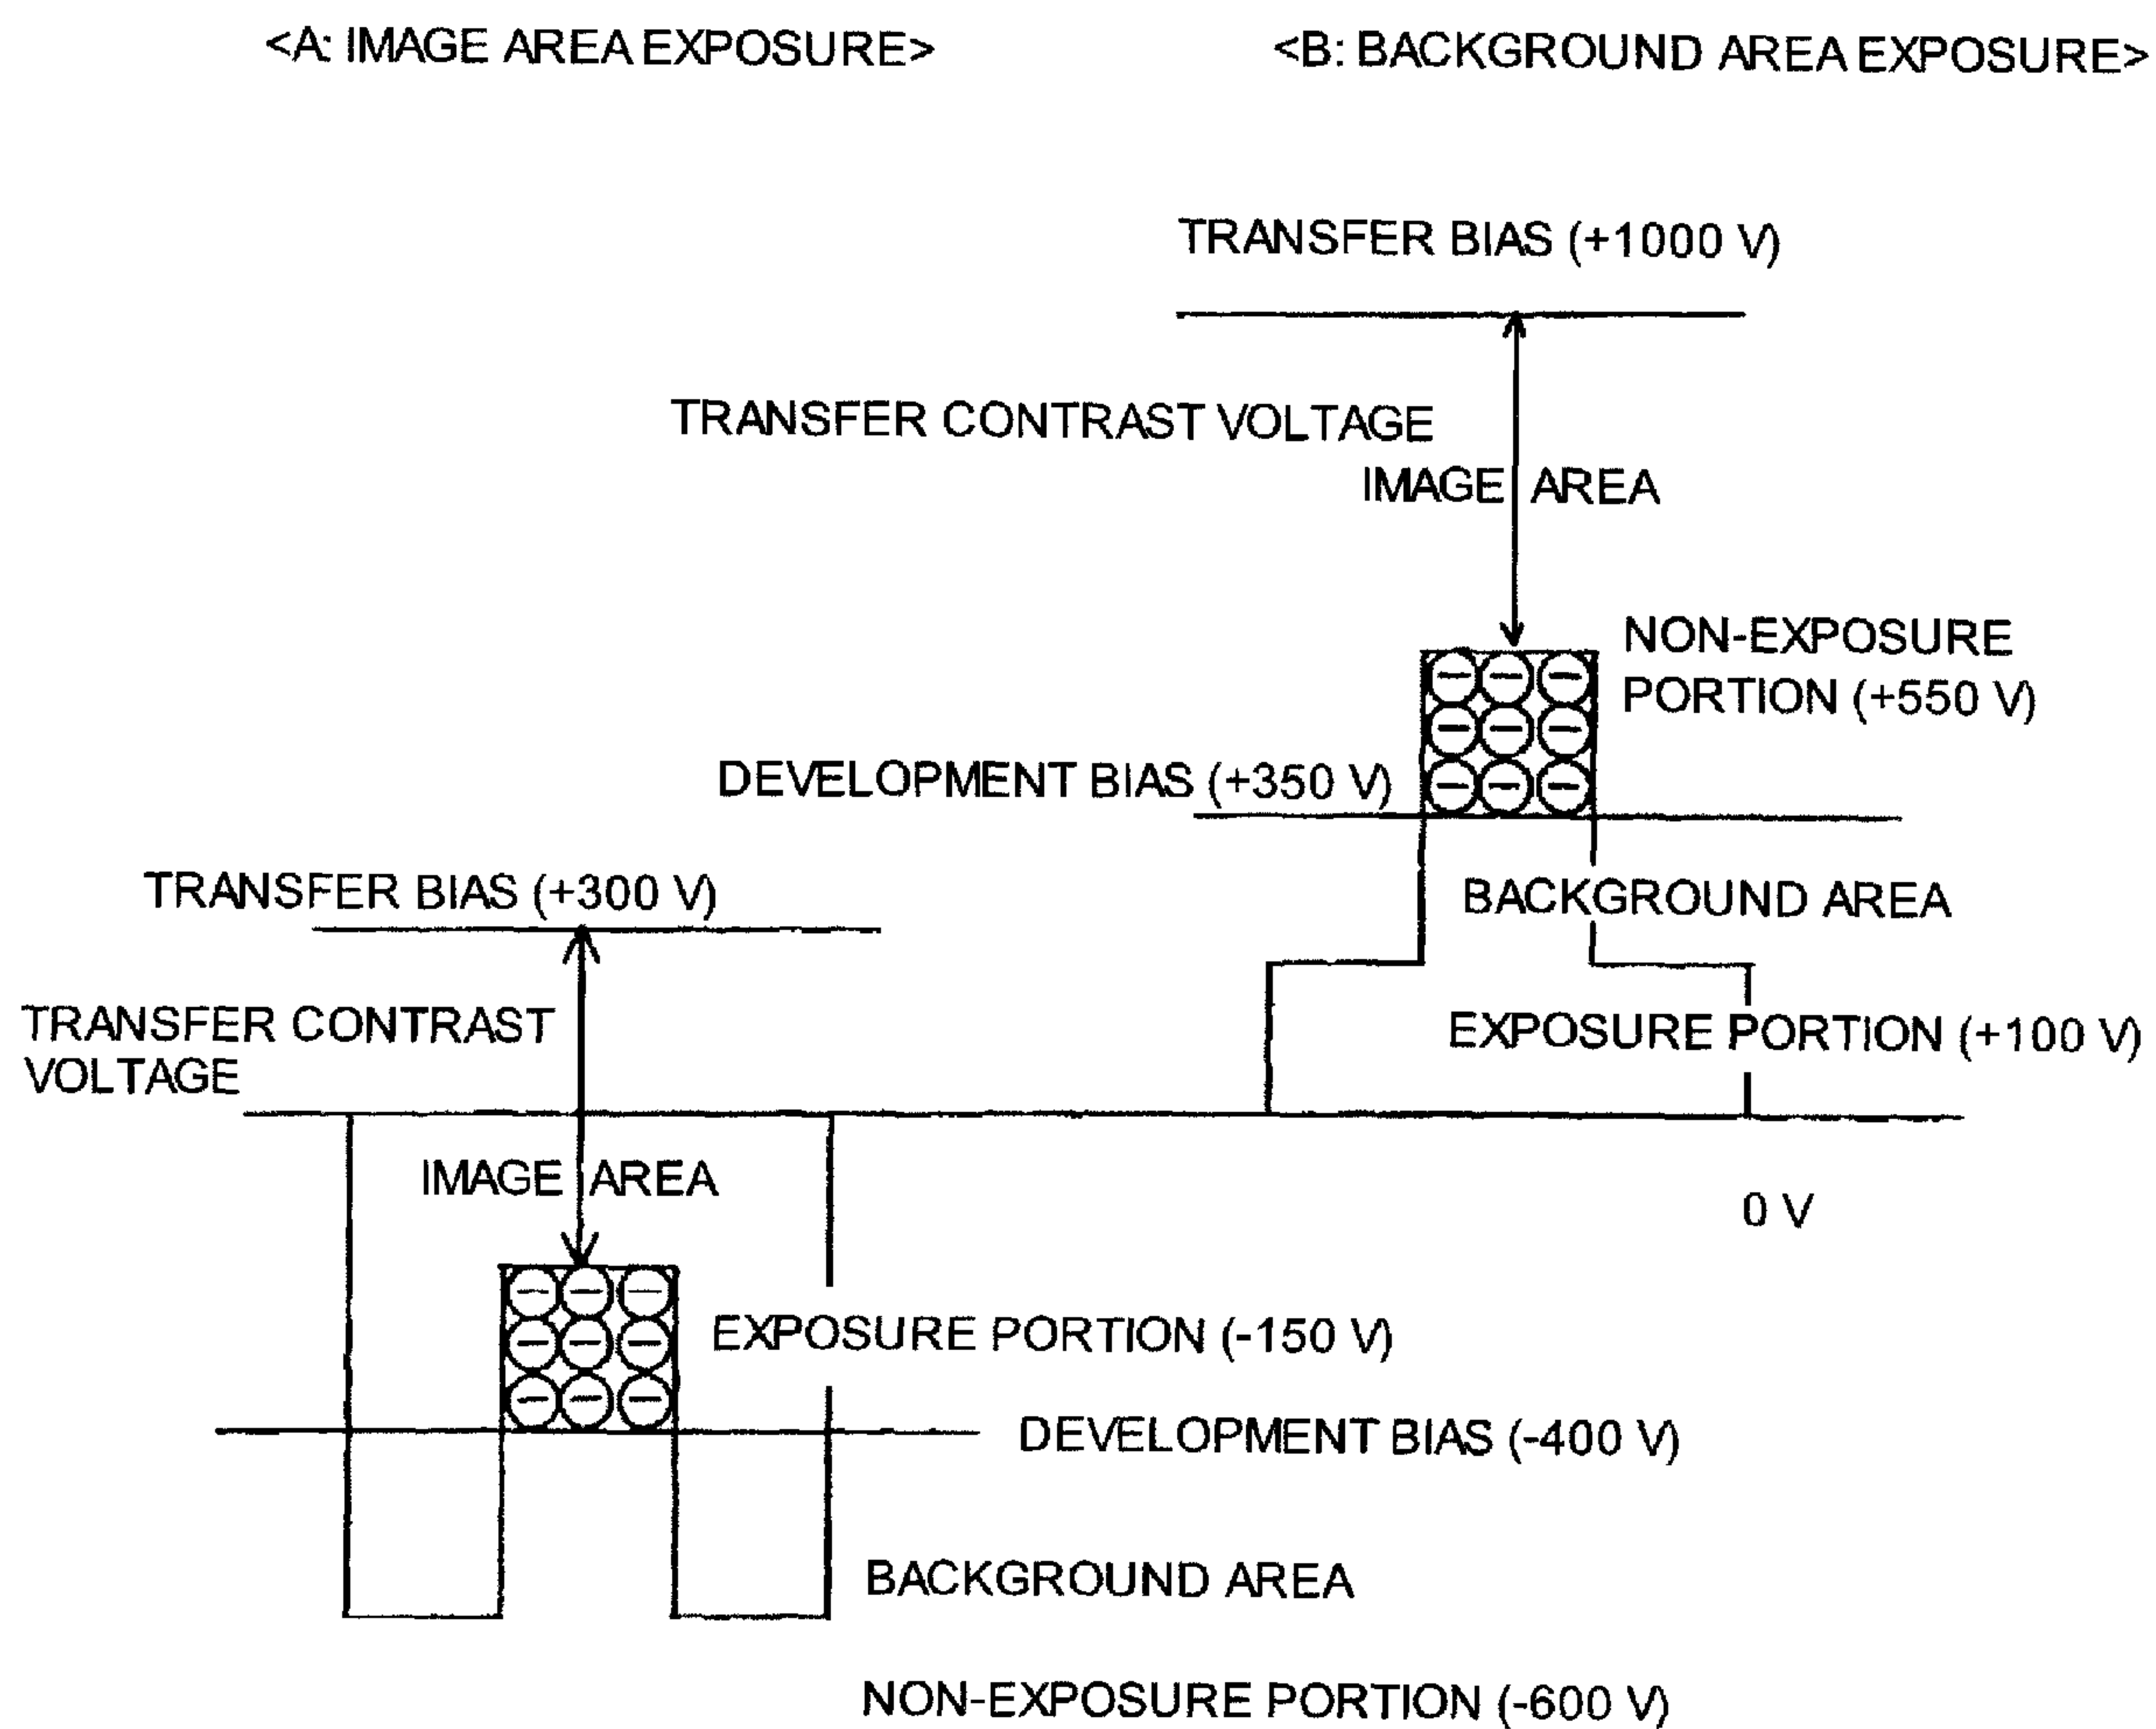 <A: IMAGE AREA EXPOSURE>
<B: BACKGROUND AREA EXPOSURE>
TRANSFER BIAS (+1000 V)
TRANSFER CONTRAST VOLTAGE
IMAGE AREA
NON-EXPOSURE
PORTION (+550 V)
DEVELOPMENT BIAS (+350 V)
BACKGROUND AREA
TRANSFER BIAS (+300 V)
TRANSFER CONTRAST
VOLTAGE
EXPOSURE PORTION (+100 V)
IMAGE AREA
0 V
EXPOSURE PORTION (-150 V)
DEVELOPMENT BIAS (-400 V)
BACKGROUND AREA
NON-EXPOSURE PORTION (-600 V)